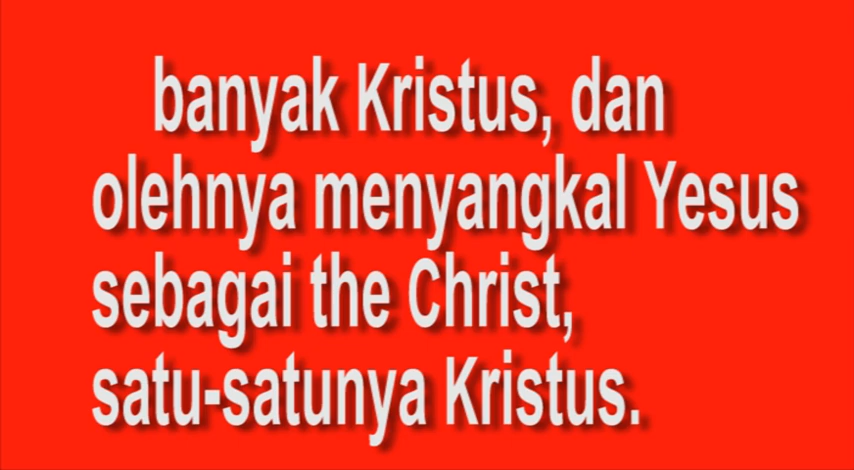 banyak Kristus, dan
olehnya menyangkal Yesus
sebagai the Christ,
satu-satunya Kristus.